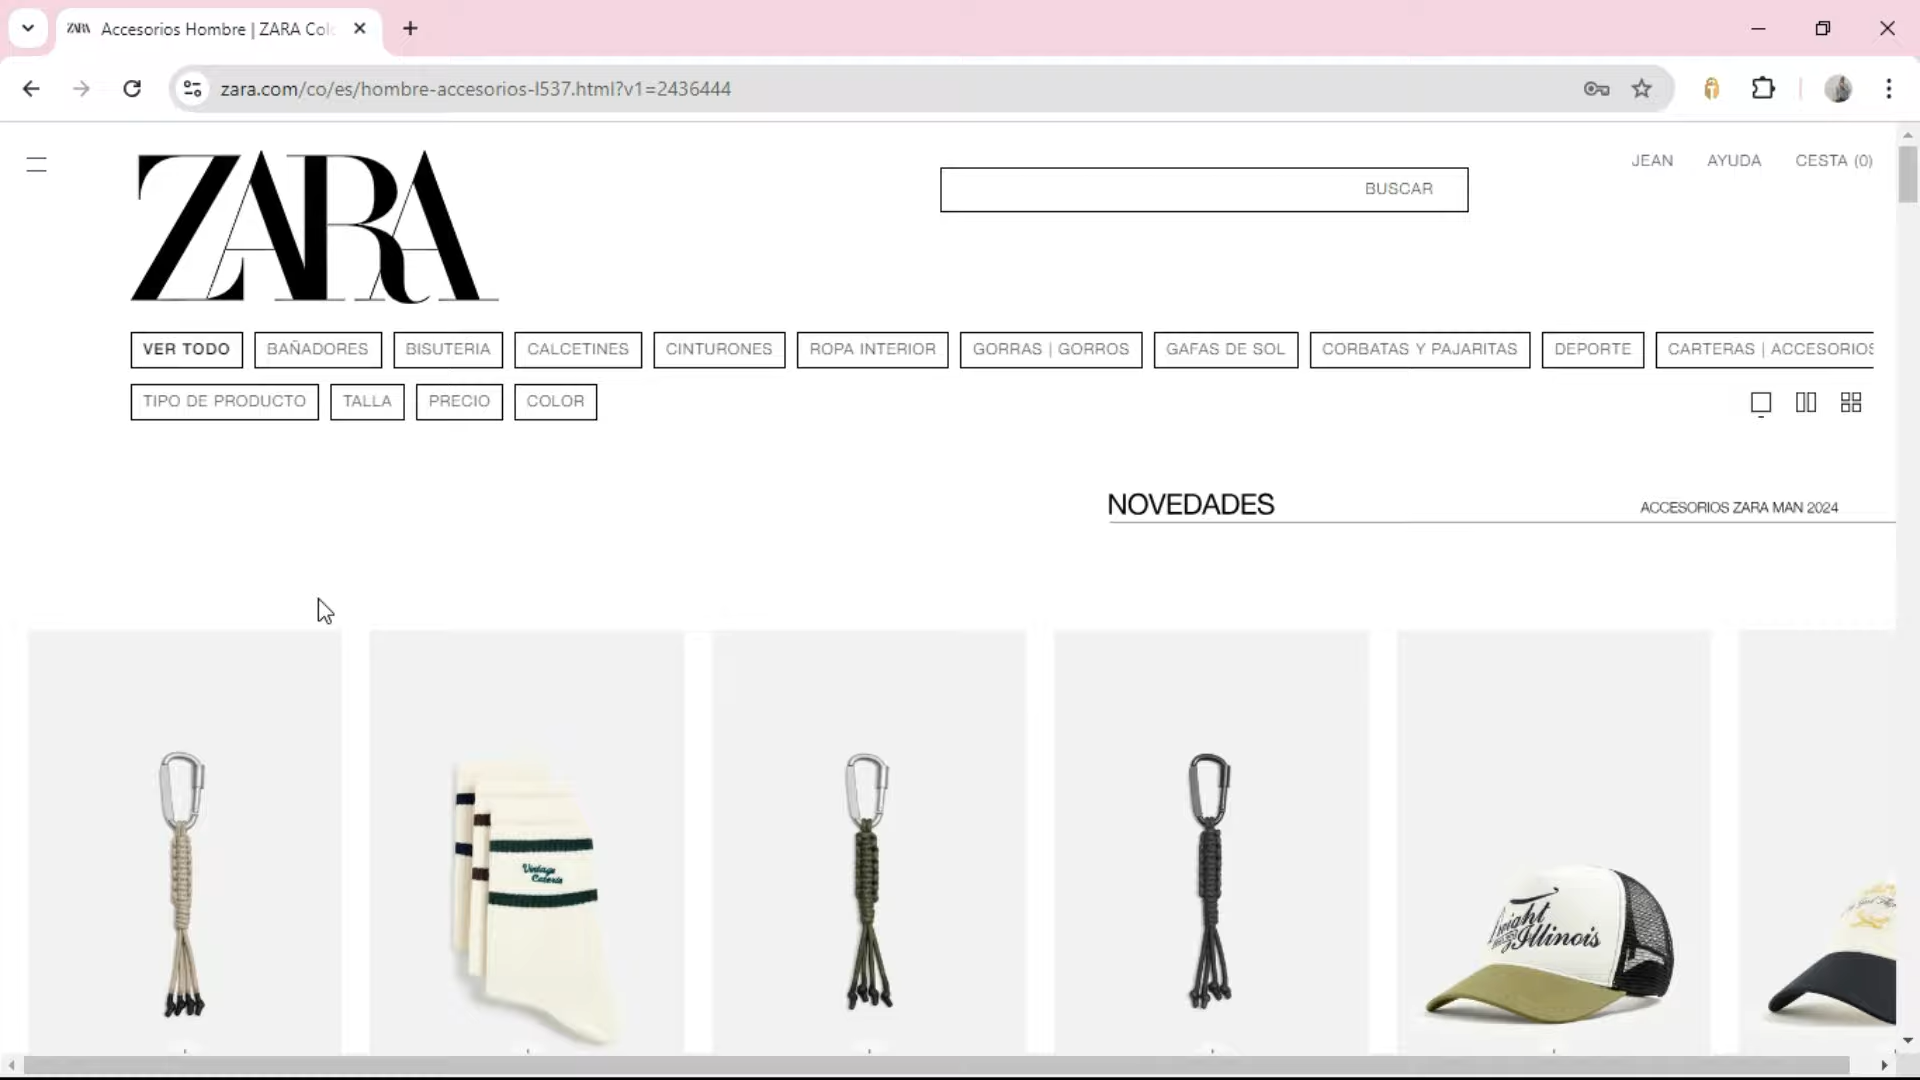 ZARA Accesorios Hombre | ZARA Col
zara.com/co/es/hombre-accesorios-l537.html?v1=2436444
ZARA
BUSCAR
JEAN AYUDA CESTA (0)
VER TODO BAÑADORES BISUTERIA CALCETINES CINTURONES ROPA INTERIOR GORRAS | GORROS GAFAS DE SOL CORBATAS Y PAJARITAS DEPORTE CARTERAS | ACCESORIOS
TIPO DE PRODUCTO TALLA PRECIO COLOR
NOVEDADES
ACCESORIOS ZARA MAN 2024
Vintage
Illinois